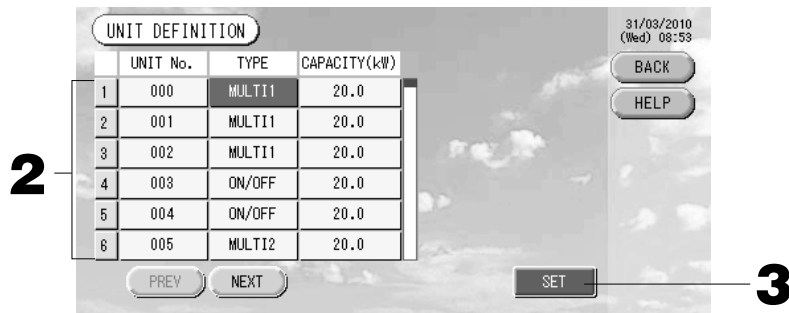 UNIT DEFINITION
31/03/2010
(Wed) 08:53
UNIT No. TYPE CAPACITY(kW)
BACK
1 000 MULTI1 20.0
HELP
2 001 MULTI1 20.0
3 002 MULTI1 20.0
2
4 003 ON/OFF 20.0
5 004 ON/OFF 20.0
6 005 MULTI2 20.0
PREV NEXT SET
3